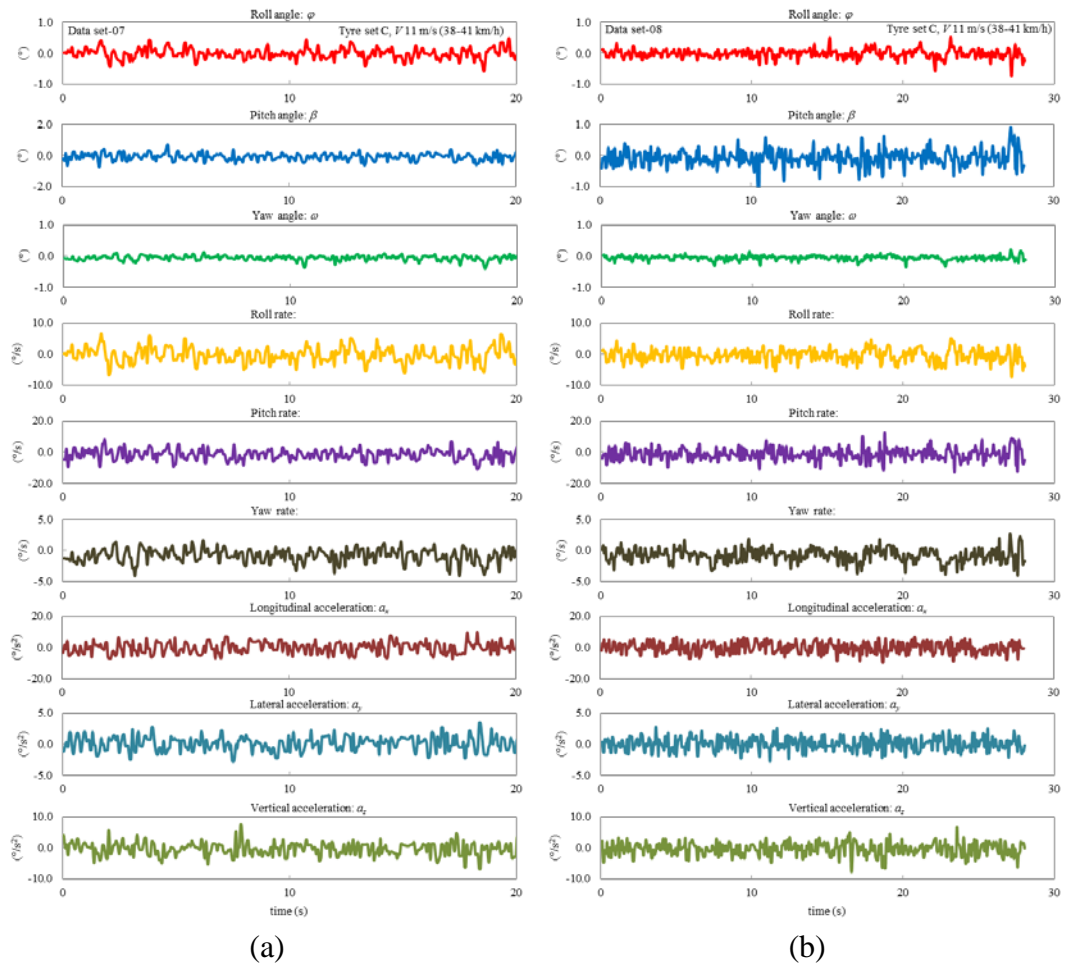 Roll angle: φ
Data set-07 Tyre set C, V 11 m/s (38-41 km/h)
1.0
0.0
-1.0
(°)
0 10 20
Pitch angle: β
2.0
0.0
-2.0
(°)
0 10 20
Yaw angle: ω
1.0
0.0
-1.0
(°)
0 10 20
Roll rate:
10.0
0.0
-10.0
(°/s)
0 10 20
Pitch rate:
20.0
0.0
-20.0
(°/s)
0 10 20
Yaw rate:
5.0
0.0
-5.0
(°/s)
0 10 20
Longitudinal acceleration: aₓ
20.0
0.0
-20.0
(°/s²)
0 10 20
Lateral acceleration: a_y
5.0
0.0
-5.0
(°/s²)
0 10 20
Vertical acceleration: a_z
10.0
0.0
-10.0
(°/s²)
0 10 20
time (s)
(a)
Roll angle: φ
Data set-08 Tyre set C, V 11 m/s (38-41 km/h)
1.0
0.0
-1.0
(°)
0 10 20 30
Pitch angle: β
1.0
0.0
-1.0
(°)
0 10 20 30
Yaw angle: ω
1.0
0.0
-1.0
(°)
0 10 20 30
Roll rate:
10.0
0.0
-10.0
(°/s)
0 10 20 30
Pitch rate:
20.0
0.0
-20.0
(°/s)
0 10 20 30
Yaw rate:
5.0
0.0
-5.0
(°/s)
0 10 20 30
Longitudinal acceleration: aₓ
20.0
0.0
-20.0
(°/s²)
0 10 20 30
Lateral acceleration: a_y
5.0
0.0
-5.0
(°/s²)
0 10 20 30
Vertical acceleration: a_z
10.0
0.0
-10.0
(°/s²)
0 10 20 30
time (s)
(b)